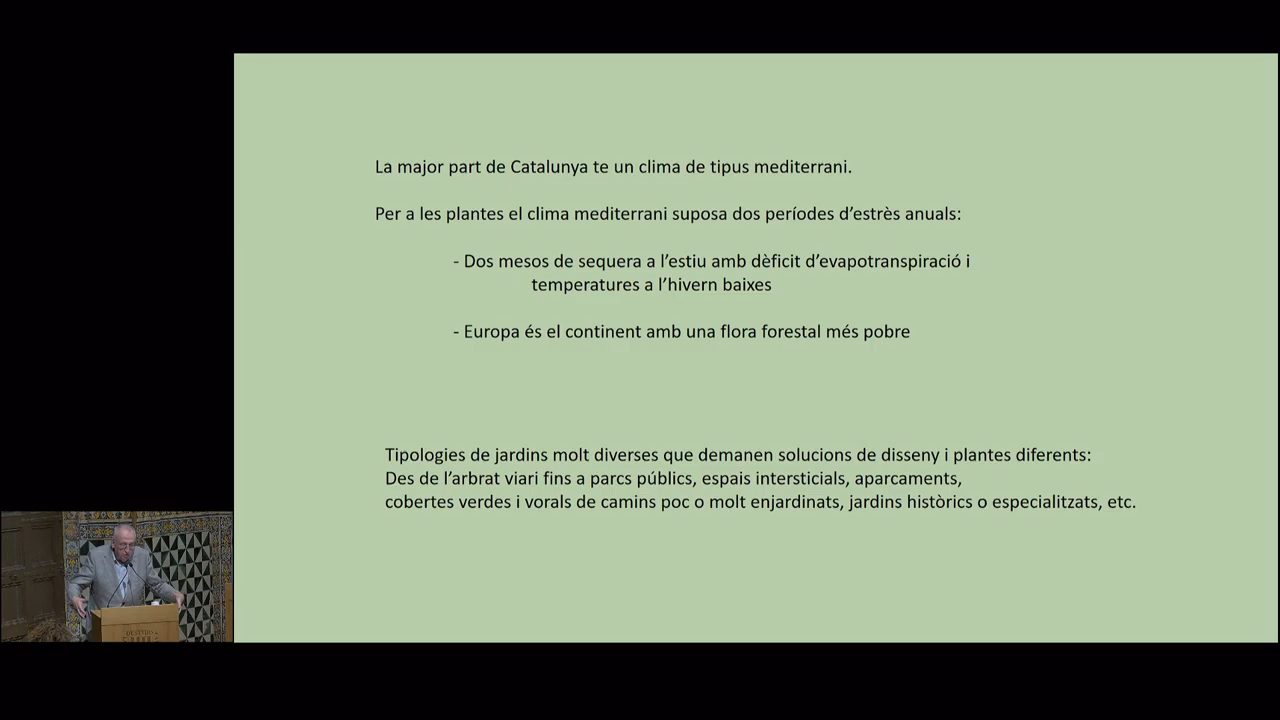 La major part de Catalunya te un clima de tipus mediterrani.
Per a les plantes el clima mediterrani suposa dos períodes d’estrès anuals:
- Dos mesos de sequera a l’estiu amb dèficit d’evapotranspiració i
temperatures a l’hivern baixes
- Europa és el continent amb una flora forestal més pobre
Tipologies de jardins molt diverses que demanen solucions de disseny i plantes diferents:
Des de l’arbrat viari fins a parcs públics, espais intersticials, aparcaments,
cobertes verdes i vorals de camins poc o molt enjardinats, jardins històrics o especialitzats, etc.